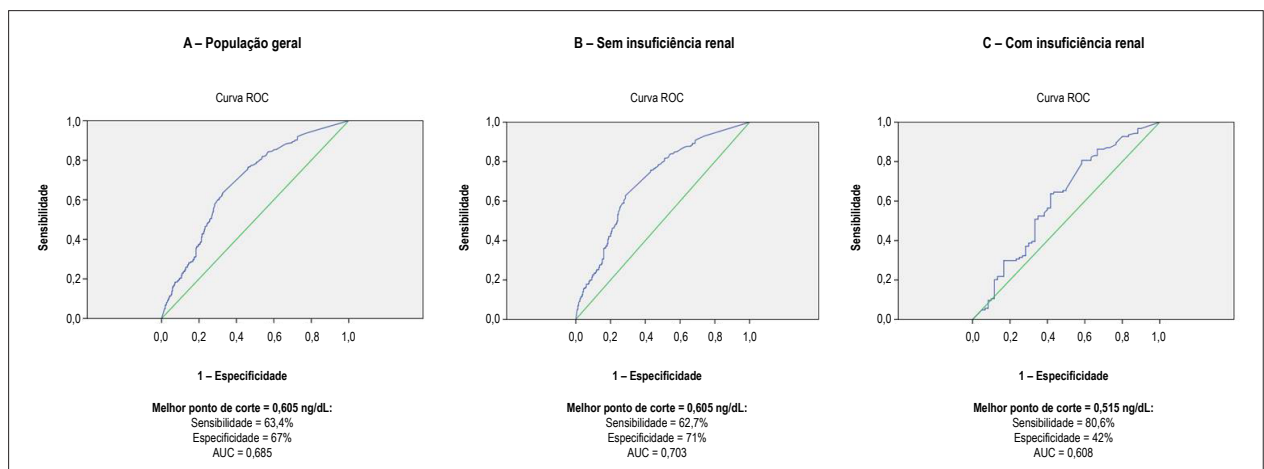 A – População geral
Curva ROC
1,0
0,8
0,6
0,4
0,2
0,0
Sensibilidade
0,0 0,2 0,4 0,6 0,8 1,0
1 – Especificidade
Melhor ponto de corte = 0,605 ng/dL:
Sensibilidade = 63,4%
Especificidade = 67%
AUC = 0,685
B – Sem insuficiência renal
Curva ROC
1,0
0,8
0,6
0,4
0,2
0,0
Sensibilidade
0,0 0,2 0,4 0,6 0,8 1,0
1 – Especificidade
Melhor ponto de corte = 0,605 ng/dL:
Sensibilidade = 62,7%
Especificidade = 71%
AUC = 0,703
C – Com insuficiência renal
Curva ROC
1,0
0,8
0,6
0,4
0,2
0,0
Sensibilidade
0,0 0,2 0,4 0,6 0,8 1,0
1 – Especificidade
Melhor ponto de corte = 0,515 ng/dL:
Sensibilidade = 80,6%
Especificidade = 42%
AUC = 0,608